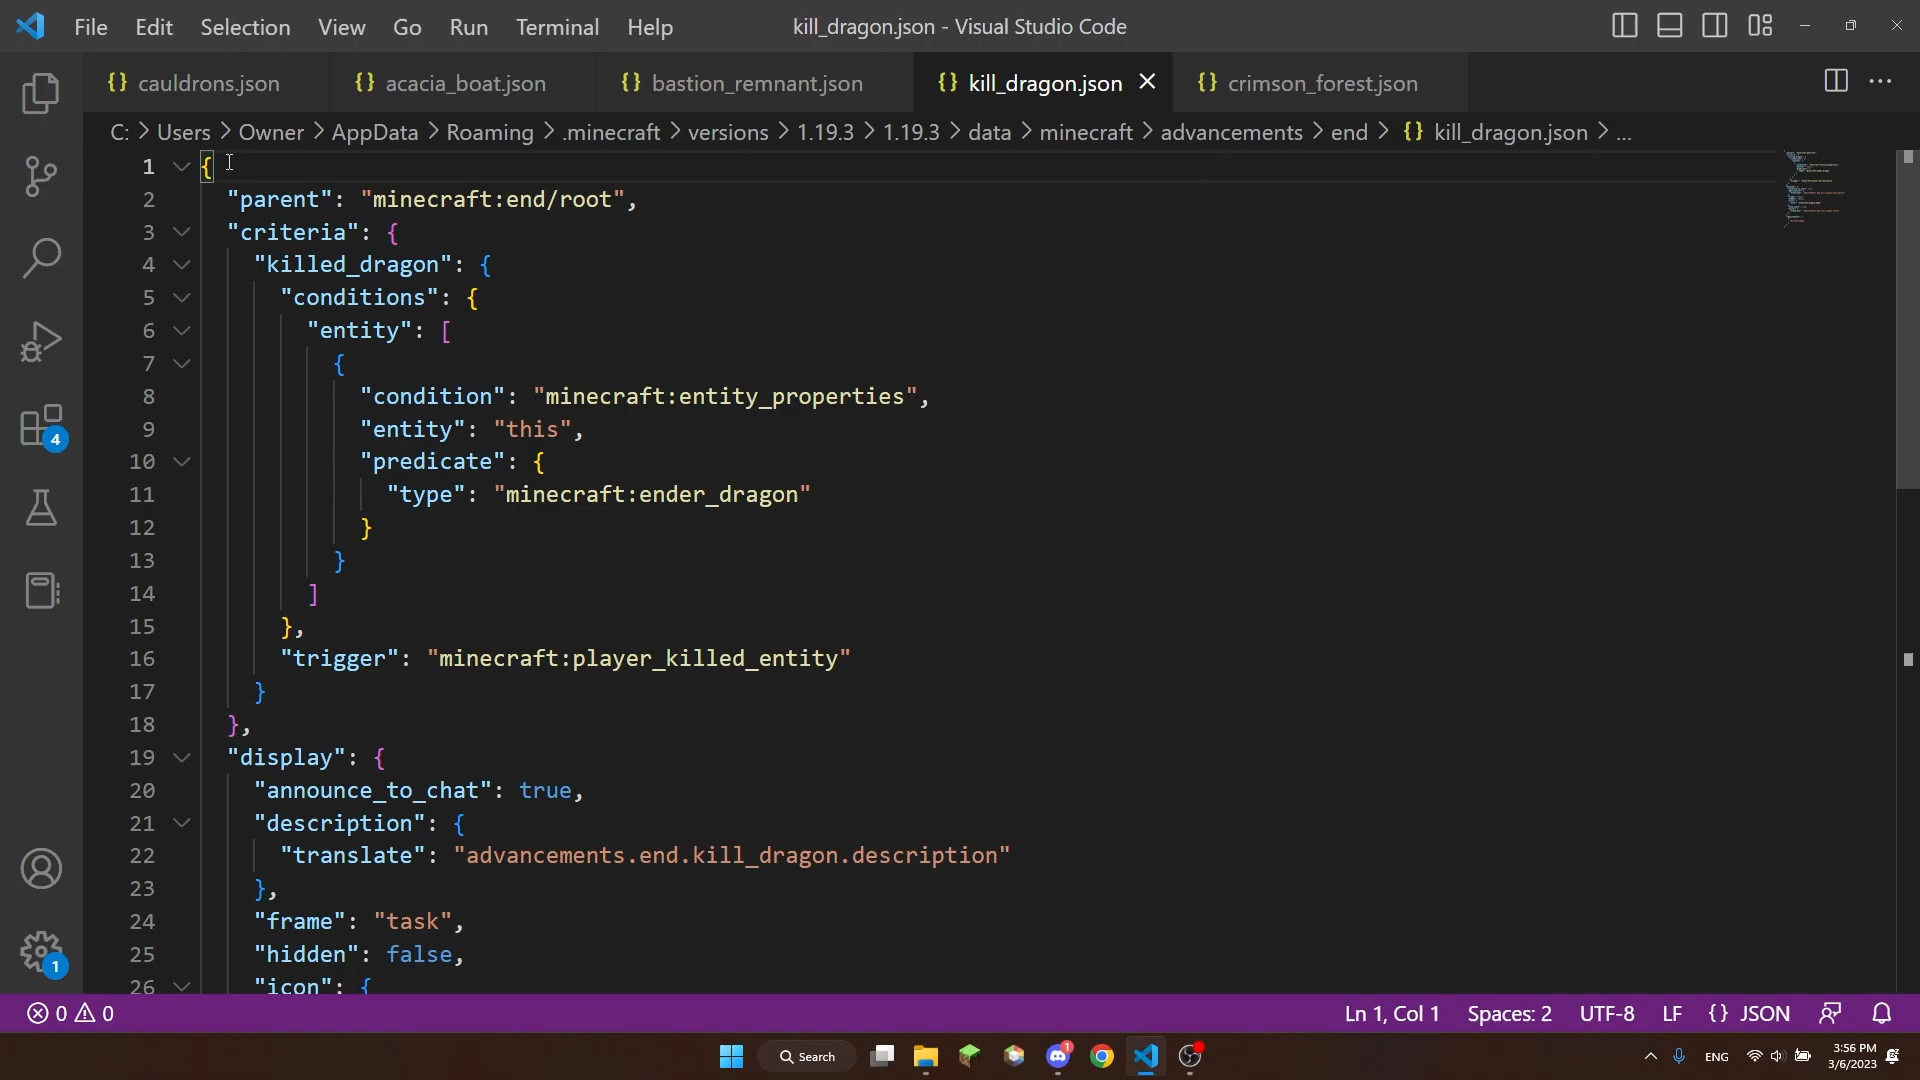 File Edit Selection View Go Run Terminal Help kill_dragon.json - Visual Studio Code
{} cauldrons.json {} acacia_boat.json {} bastion_remnant.json {} kill_dragon.json {} crimson_forest.json
C: > Users > Owner > AppData > Roaming > .minecraft > versions > 1.19.3 > 1.19.3 > data > minecraft > advancements > end > {} kill_dragon.json > ...
1 {
2 "parent": "minecraft:end/root",
3 "criteria": {
4 "killed_dragon": {
5 "conditions": {
6 "entity": [
7 {
8 "condition": "minecraft:entity_properties",
9 "entity": "this",
10 "predicate": {
11 "type": "minecraft:ender_dragon"
12 }
13 }
14 ]
15 },
16 "trigger": "minecraft:player_killed_entity"
17 }
18 },
19 "display": {
20 "announce_to_chat": true,
21 "description": {
22 "translate": "advancements.end.kill_dragon.description"
23 },
24 "frame": "task",
25 "hidden": false,
26 "icon": {
4
1
0 0 Ln 1, Col 1 Spaces: 2 UTF-8 LF {} JSON
Search 1 ENG 3:56 PM
3/6/2023